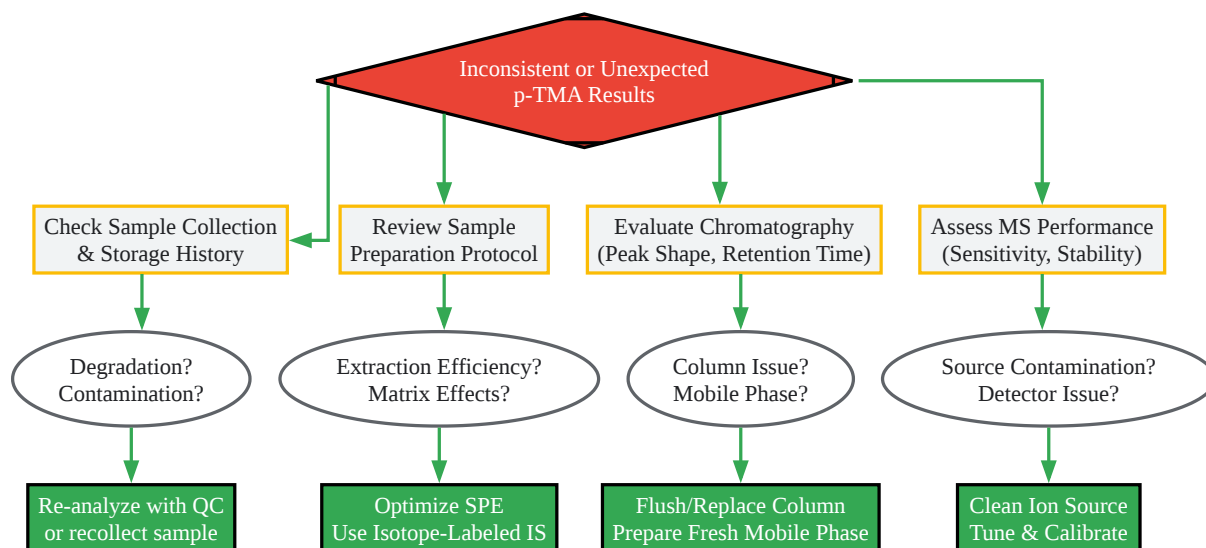 Inconsistent or Unexpected
p-TMA Results
Check Sample Collection
& Storage History
Review Sample
Preparation Protocol
Evaluate Chromatography
(Peak Shape, Retention Time)
Assess MS Performance
(Sensitivity, Stability)
Degradation?
Contamination?
Extraction Efficiency?
Matrix Effects?
Column Issue?
Mobile Phase?
Source Contamination?
Detector Issue?
Re-analyze with QC
or recollect sample
Optimize SPE
Use Isotope-Labeled IS
Flush/Replace Column
Prepare Fresh Mobile Phase
Clean Ion Source
Tune & Calibrate